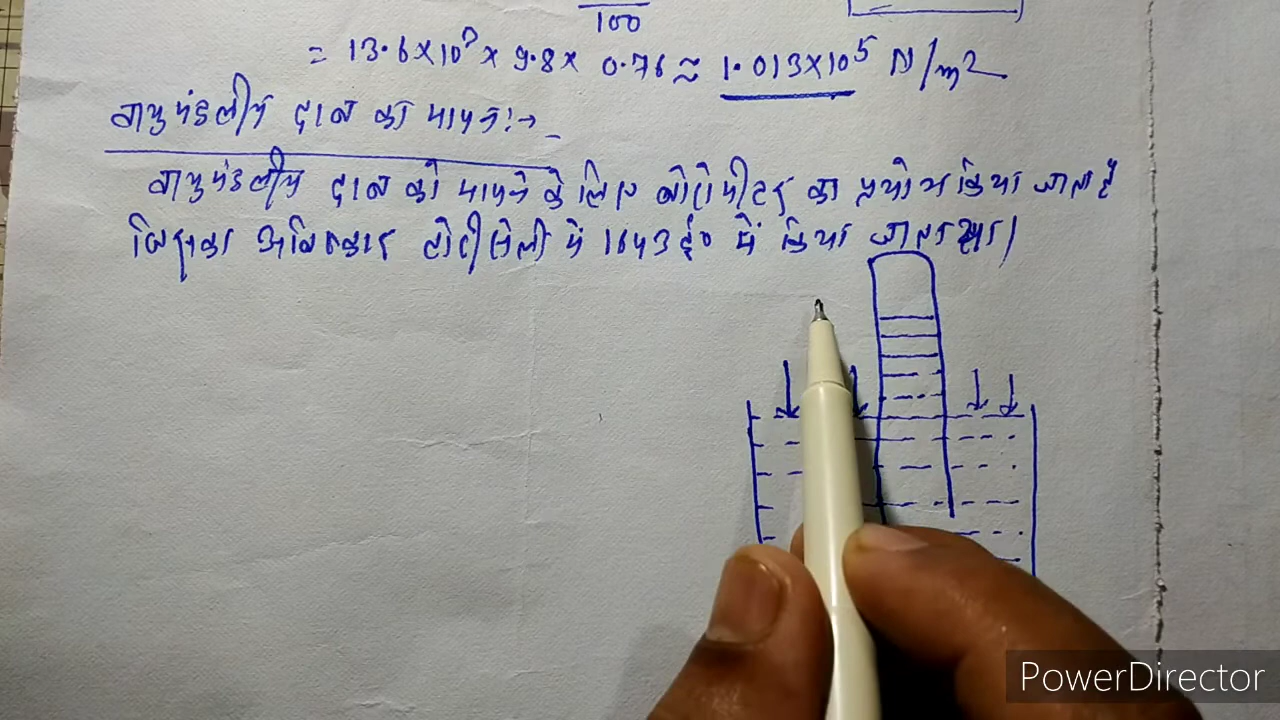 100
= 13.6×10³ × 9.8 × 0.76 ≈ 1.013×10⁵ N/m²
वायुमंडलीय दाब का मापन:→
वायुमंडलीय दाब को मापने के लिए बैरोमीटर का प्रयोग किया जाता है
जिसका अविष्कार टोरीसेली में 1643 ई० में किया जाता था।
PowerDirector